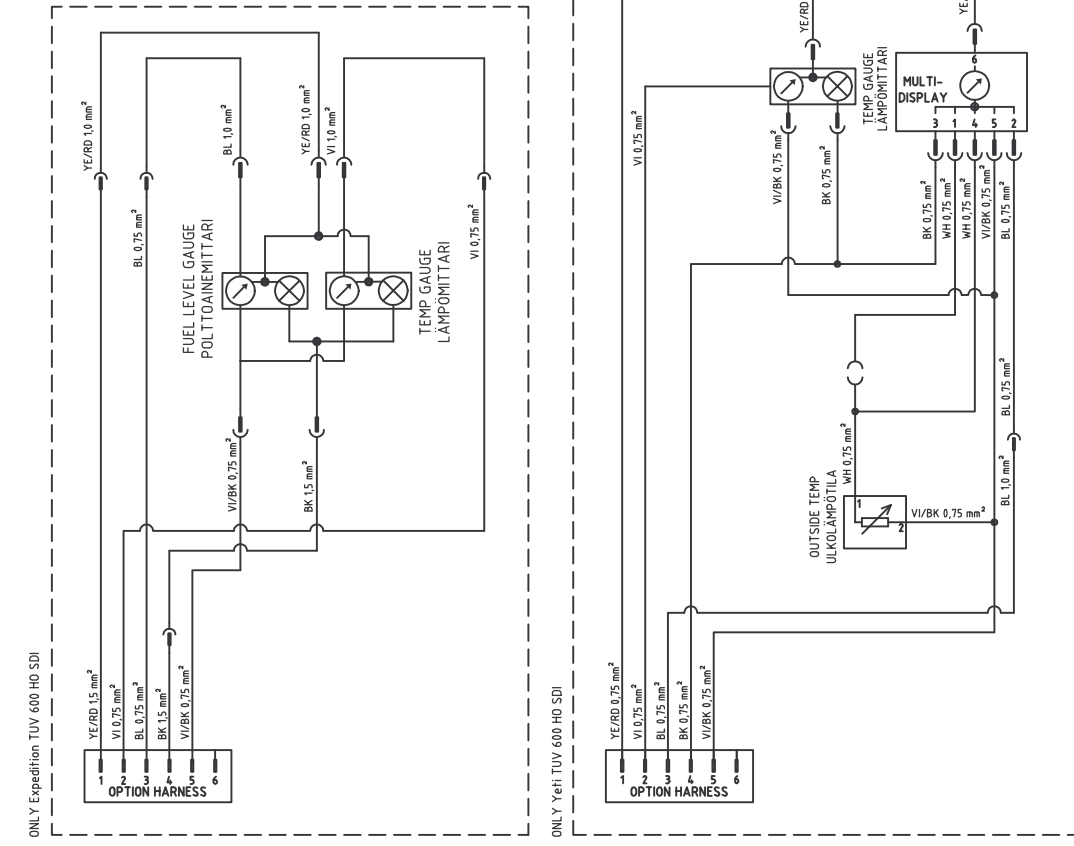 ONLY Expedition TUV 600 HO SDI
YE/RD 1,0 mm²
BL 1,0 mm²
YE/RD 1,0 mm²
VI 1,0 mm²
BL 0,75 mm²
VI 0,75 mm²
FUEL LEVEL GAUGE
POLTTOAINEMITTARI
TEMP GAUGE
LÄMPÖMITTARI
VI/BK 0,75 mm²
BK 1,5 mm²
YE/RD 1,5 mm²
VI 0,75 mm²
BL 0,75 mm²
BK 1,5 mm²
VI/BK 0,75 mm²
1 2 3 4 5 6
OPTION HARNESS
ONLY Yeti TUV 600 HO SDI
YE/RD
YE
VI 0,75 mm²
TEMP GAUGE
LÄMPÖMITTARI
6
MULTI-
DISPLAY
3 1 4 5 2
VI/BK 0,75 mm²
BK 0,75 mm²
BK 0,75 mm²
WH 0,75 mm²
WH 0,75 mm²
VI/BK 0,75 mm²
BL 0,75 mm²
BL 0,75 mm²
WH 0,75 mm²
BL 1,0 mm²
OUTSIDE TEMP
ULKOLÄMPÖTILA
1
2
VI/BK 0,75 mm²
YE/RD 0,75 mm²
VI 0,75 mm²
BL 0,75 mm²
BK 0,75 mm²
VI/BK 0,75 mm²
1 2 3 4 5 6
OPTION HARNESS